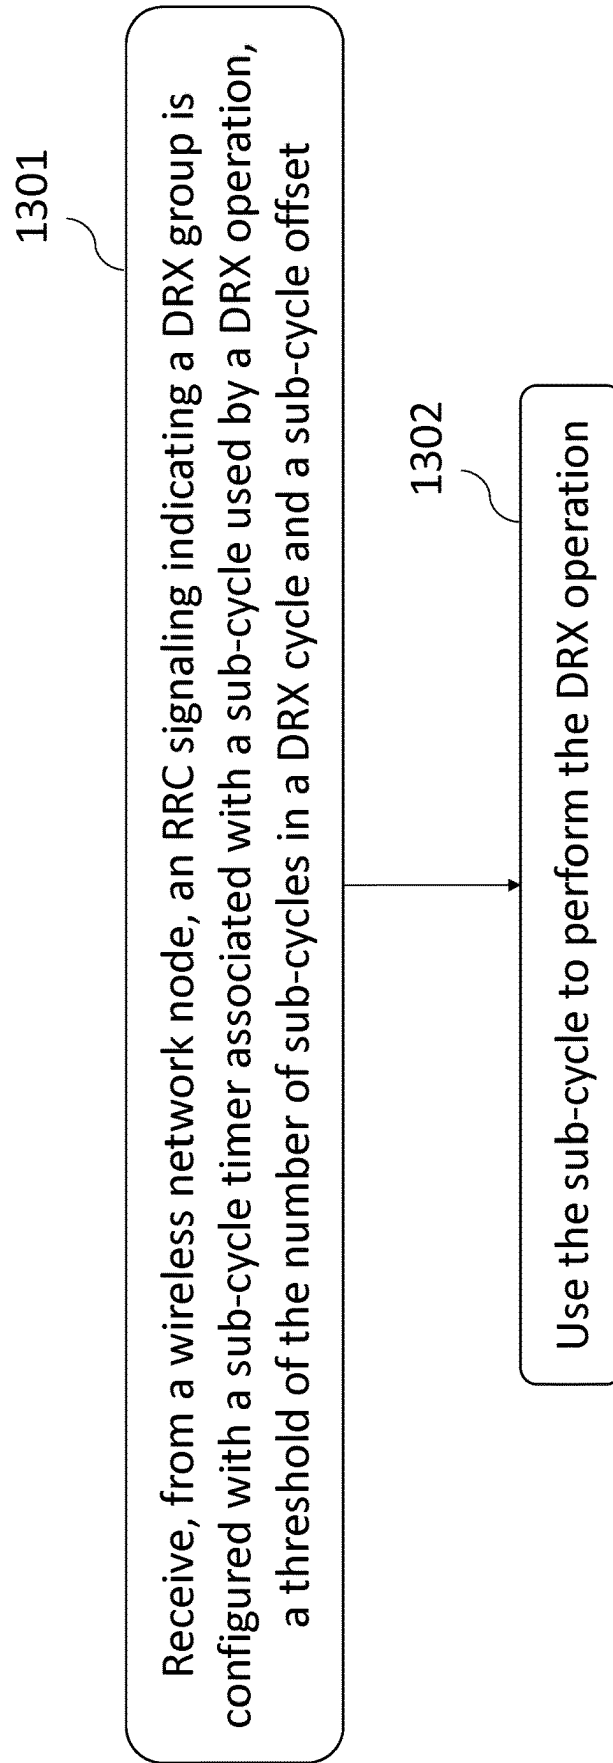 1301
Receive, from a wireless network node, an RRC signaling indicating a DRX group is
configured with a sub-cycle timer associated with a sub-cycle used by a DRX operation,
a threshold of the number of sub-cycles in a DRX cycle and a sub-cycle offset
1302
Use the sub-cycle to perform the DRX operation